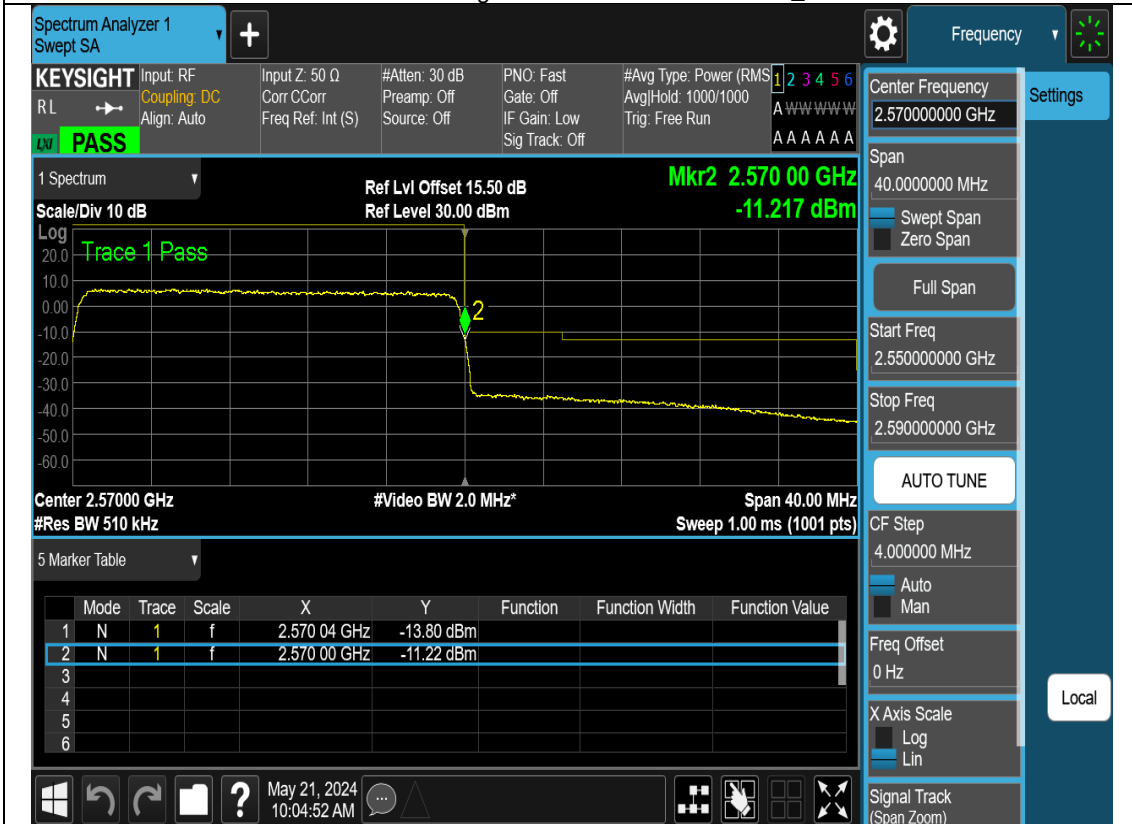 Spectrum Analyzer 1
Swept SA
+
Frequency
KEYSIGHT
R L
LXI
PASS
Input: RF
Coupling: DC
Align: Auto
Input Z: 50 Ω
Corr CCorr
Freq Ref: Int (S)
#Atten: 30 dB
Preamp: Off
Source: Off
PNO: Fast
Gate: Off
IF Gain: Low
Sig Track: Off
#Avg Type: Power (RMS
Avg|Hold: 1000/1000
Trig: Free Run
1 2 3 4 5 6
A W W W W W
A A A A A A
1 Spectrum
Scale/Div 10 dB
Ref Lvl Offset 15.50 dB
Ref Level 30.00 dBm
Mkr2 2.570 00 GHz
-11.217 dBm
Log
Trace 1 Pass
20.0
10.0
0.00
-10.0
-20.0
-30.0
-40.0
-50.0
-60.0
2
Center 2.57000 GHz
#Res BW 510 kHz
#Video BW 2.0 MHz*
Span 40.00 MHz
Sweep 1.00 ms (1001 pts)
5 Marker Table
Mode Trace Scale X Y Function Function Width Function Value
1 N 1 f 2.570 04 GHz -13.80 dBm
2 N 1 f 2.570 00 GHz -11.22 dBm
3
4
5
6
?
May 21, 2024
10:04:52 AM
Center Frequency
2.570000000 GHz
Span
40.0000000 MHz
Swept Span
Zero Span
Full Span
Start Freq
2.550000000 GHz
Stop Freq
2.590000000 GHz
AUTO TUNE
CF Step
4.000000 MHz
Auto
Man
Freq Offset
0 Hz
X Axis Scale
Log
Lin
Signal Track
(Span Zoom)
Settings
Local